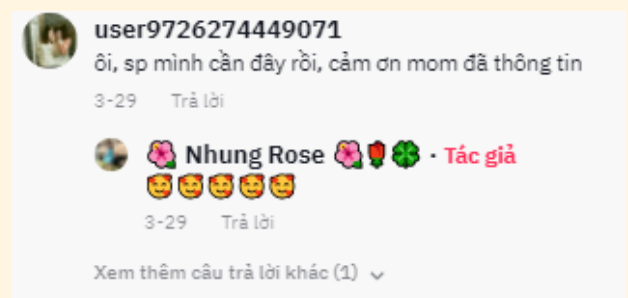 user9726274449071
ôi, sp mình cần đây rồi, cảm ơn mom đã thông tin
3-29 Trả lời
🌺 Nhung Rose 🌺🌹🍀 · Tác giả
🥰🥰🥰🥰🥰
3-29 Trả lời
Xem thêm câu trả lời khác (1)